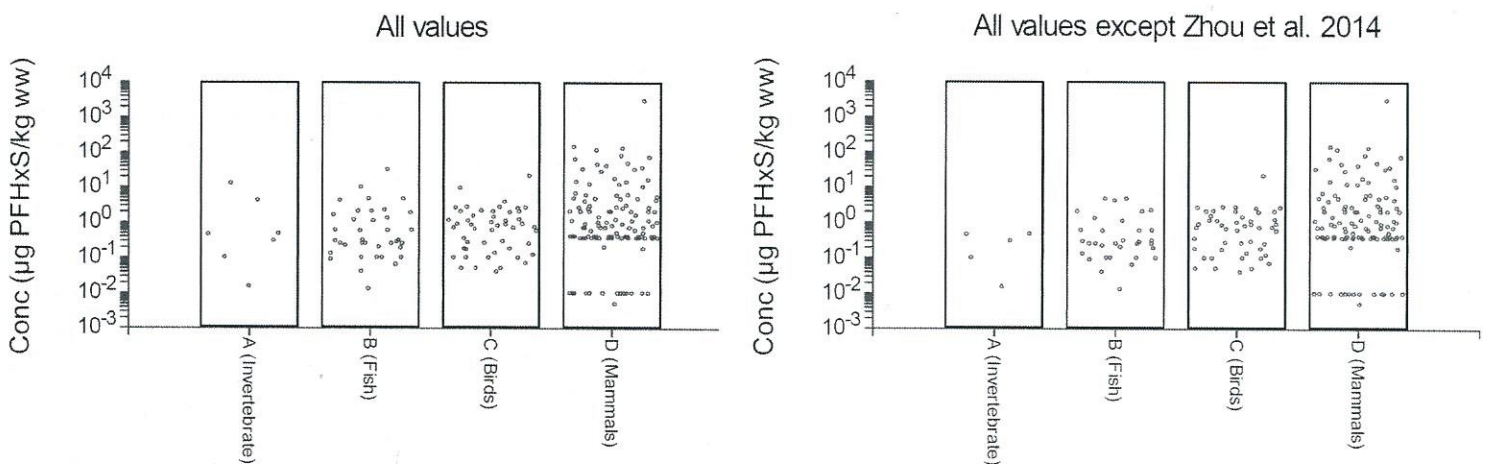 All values
Conc (µg PFHxS/kg ww)
10⁴
10³
10²
10¹
10⁰
10⁻¹
10⁻²
10⁻³
A (Invertebrate)
B (Fish)
C (Birds)
D (Mammals)
All values except Zhou et al. 2014
Conc (µg PFHxS/kg ww)
10⁴
10³
10²
10¹
10⁰
10⁻¹
10⁻²
10⁻³
A (Invertebrate)
B (Fish)
C (Birds)
D (Mammals)